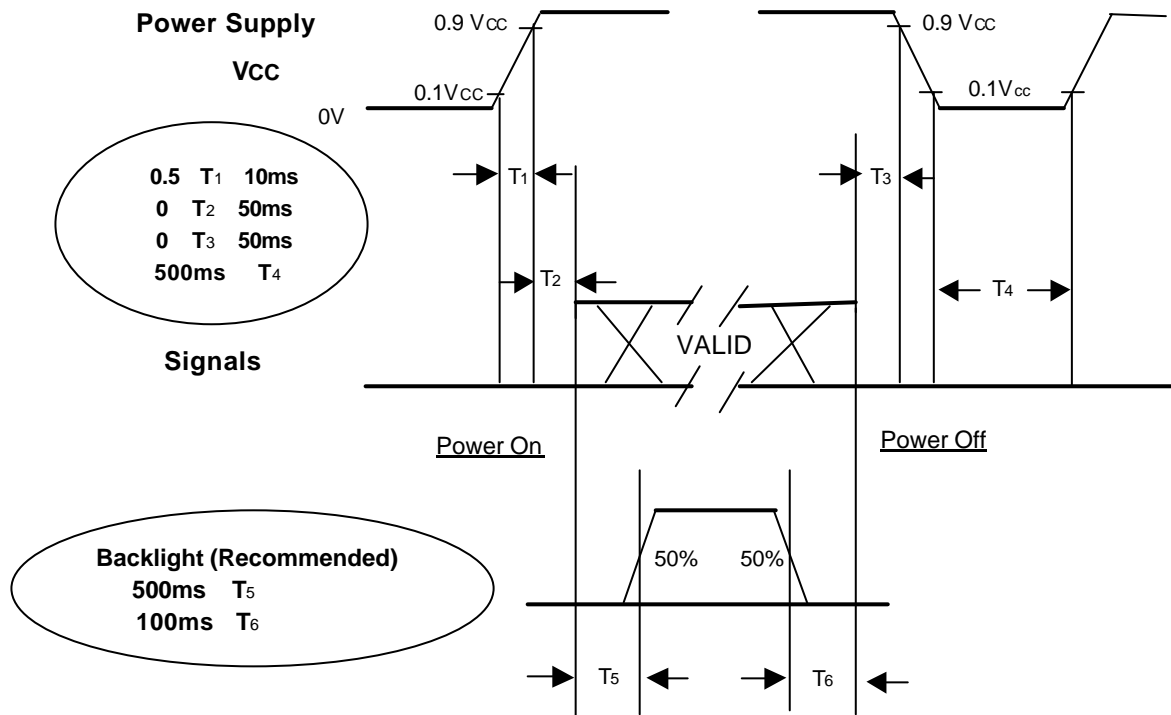 Power Supply
VCC
0.9 VCC
0.1VCC
0V
0.9 VCC
0.1Vcc
0.5 T1 10ms
0 T2 50ms
0 T3 50ms
500ms T4
T1
T2
T3
T4
Signals
VALID
Power On
Power Off
Backlight (Recommended)
500ms T5
100ms T6
50%
50%
T5
T6